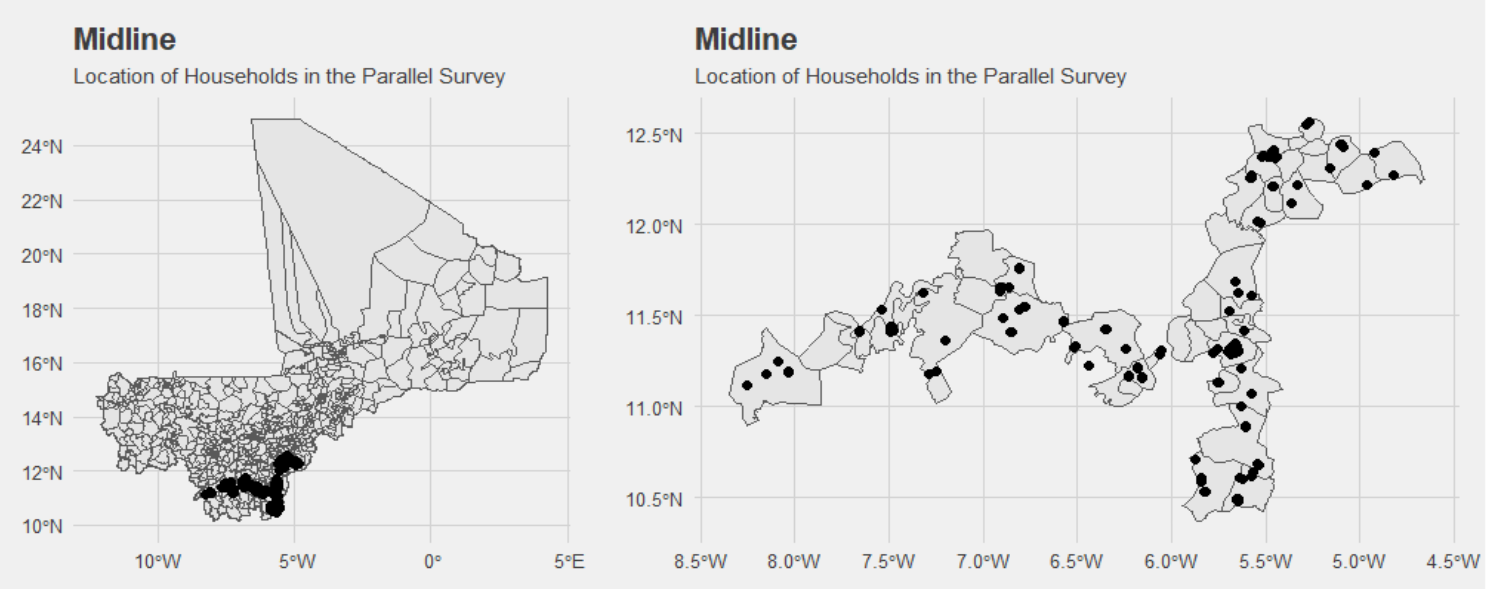 Midline
Location of Households in the Parallel Survey
24°N
22°N
20°N
18°N
16°N
14°N
12°N
10°N
10°W
5°W
0°
5°E
Midline
Location of Households in the Parallel Survey
12.5°N
12.0°N
11.5°N
11.0°N
10.5°N
8.5°W
8.0°W
7.5°W
7.0°W
6.5°W
6.0°W
5.5°W
5.0°W
4.5°W